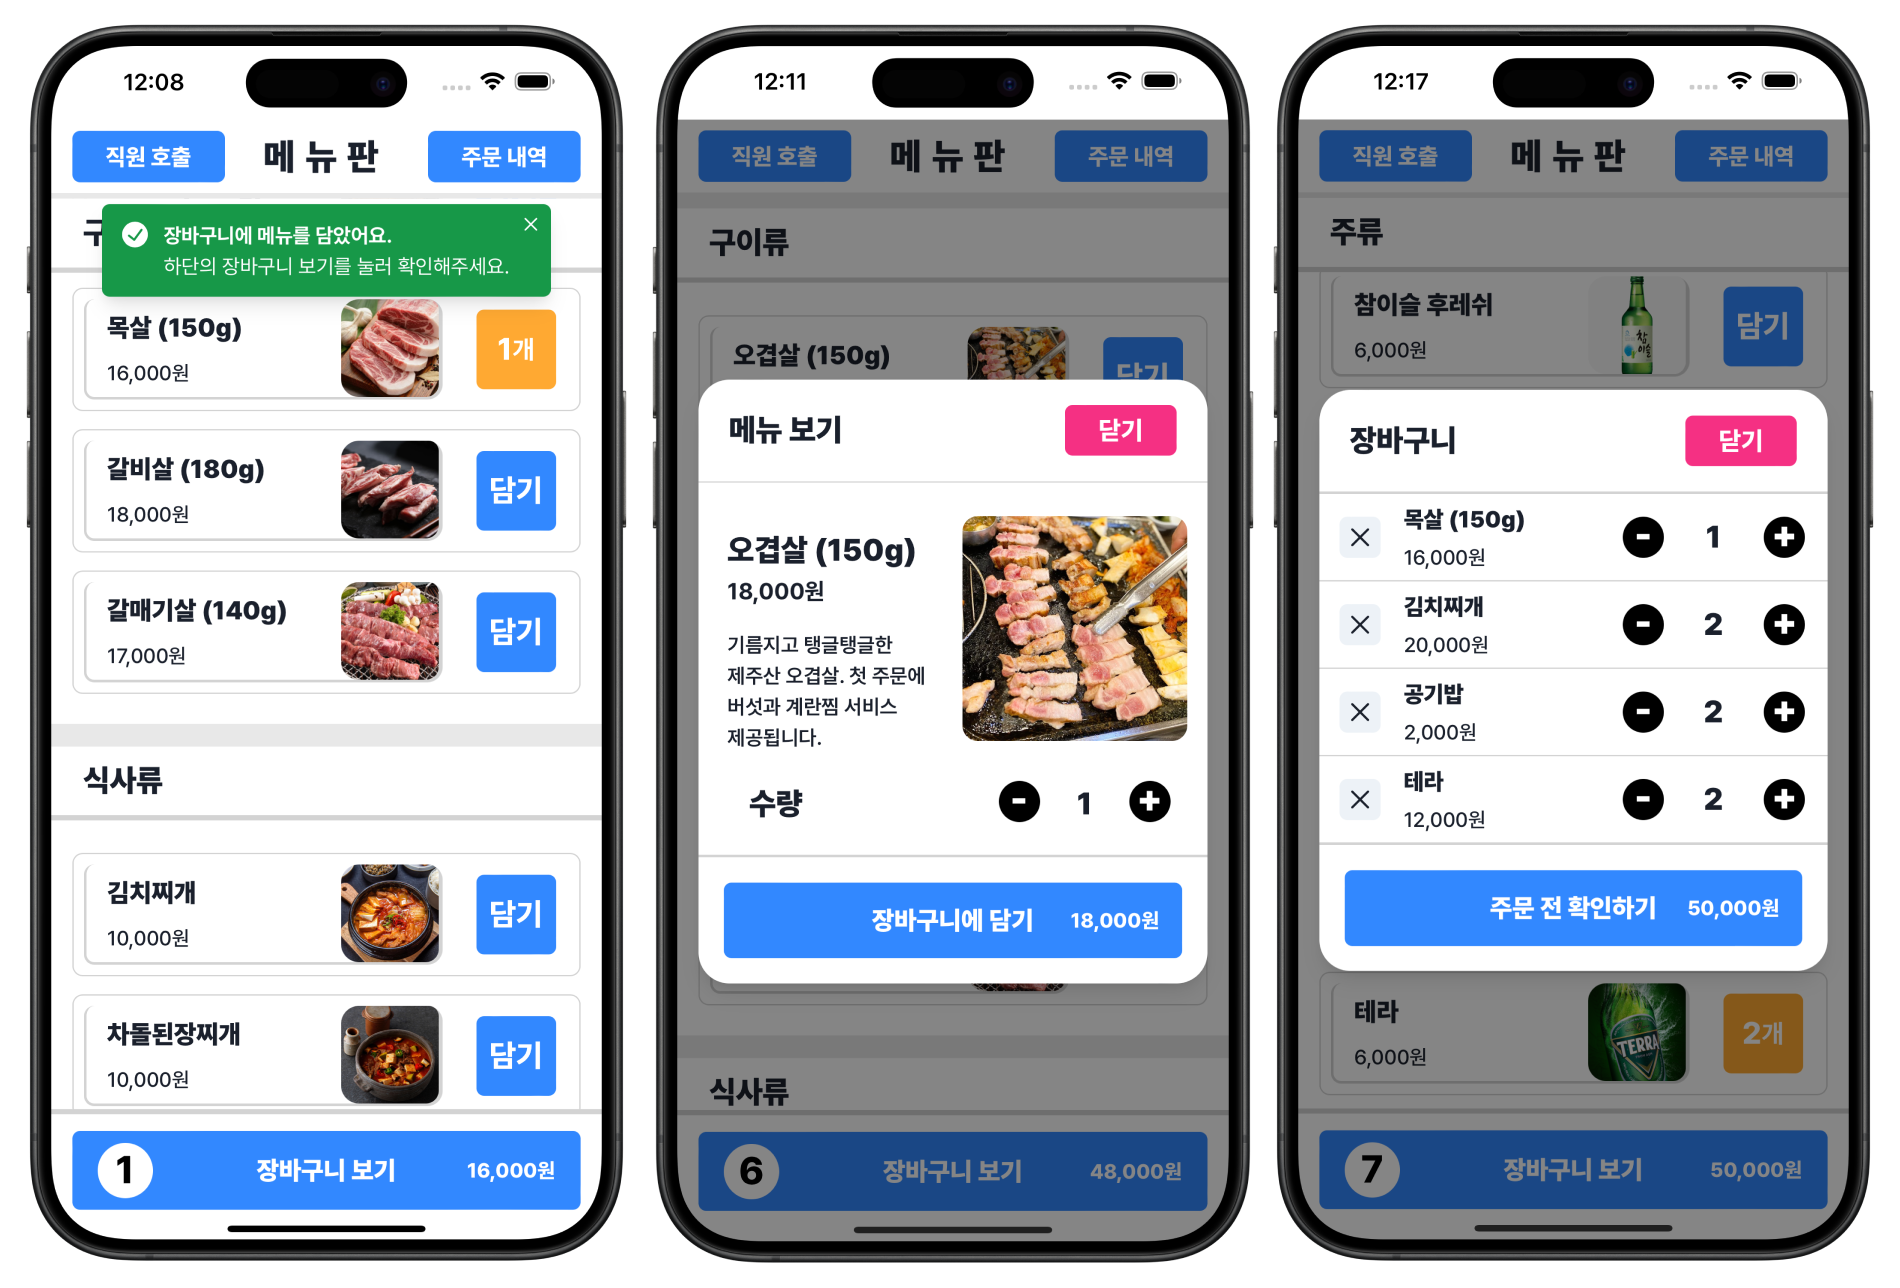 12:08
직원 호출
메 뉴 판
주문 내역
구
장바구니에 메뉴를 담았어요.
하단의 장바구니 보기를 눌러 확인해주세요.
목살 (150g)
16,000원
1개
갈비살 (180g)
18,000원
담기
갈매기살 (140g)
17,000원
담기
식사류
김치찌개
10,000원
담기
차돌된장찌개
10,000원
담기
1
장바구니 보기
16,000원
12:11
직원 호출
메 뉴 판
주문 내역
구이류
오겹살 (150g)
담기
메뉴 보기
닫기
오겹살 (150g)
18,000원
기름지고 탱글탱글한
제주산 오겹살. 첫 주문에
버섯과 계란찜 서비스
제공됩니다.
수량
- 1 +
장바구니에 담기
18,000원
식사류
6
장바구니 보기
48,000원
12:17
직원 호출
메 뉴 판
주문 내역
주류
참이슬 후레쉬
6,000원
참이슬
담기
장바구니
닫기
목살 (150g)
16,000원
- 1 +
김치찌개
20,000원
- 2 +
공기밥
2,000원
- 2 +
테라
12,000원
- 2 +
주문 전 확인하기
50,000원
테라
6,000원
TERRA
2개
7
장바구니 보기
50,000원